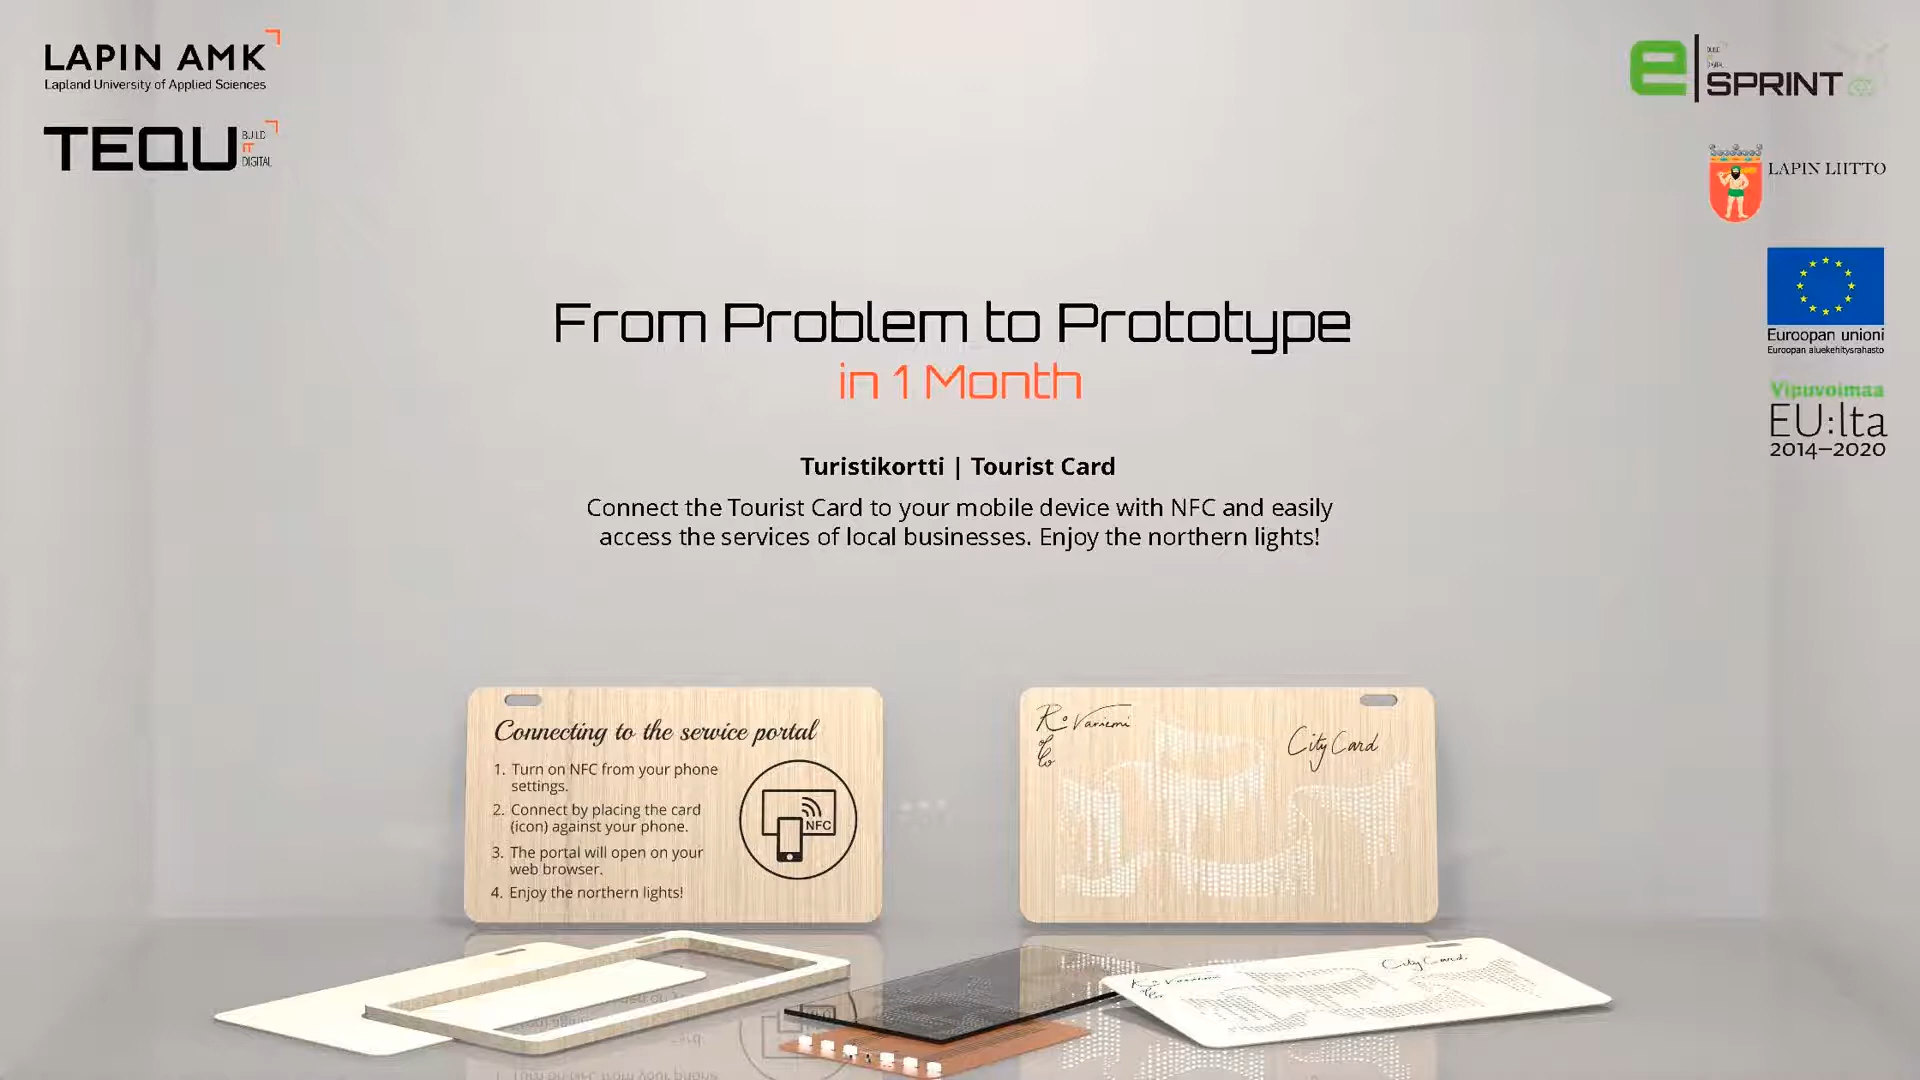 LAPIN AMK
Lapland University of Applied Sciences
TEQU
BUILD
IT
DIGITAL
e SPRINT
LAPIN LIITTO
Euroopan unioni
Euroopan aluekehitysrahasto
Vipuvoimaa
EU:lta
2014–2020
From Problem to Prototype
in 1 Month
Turistikortti | Tourist Card
Connect the Tourist Card to your mobile device with NFC and easily
access the services of local businesses. Enjoy the northern lights!
Connecting to the service portal
1. Turn on NFC from your phone
settings.
2. Connect by placing the card
(icon) against your phone.
3. The portal will open on your
web browser.
4. Enjoy the northern lights!
NFC
City Card
City Card